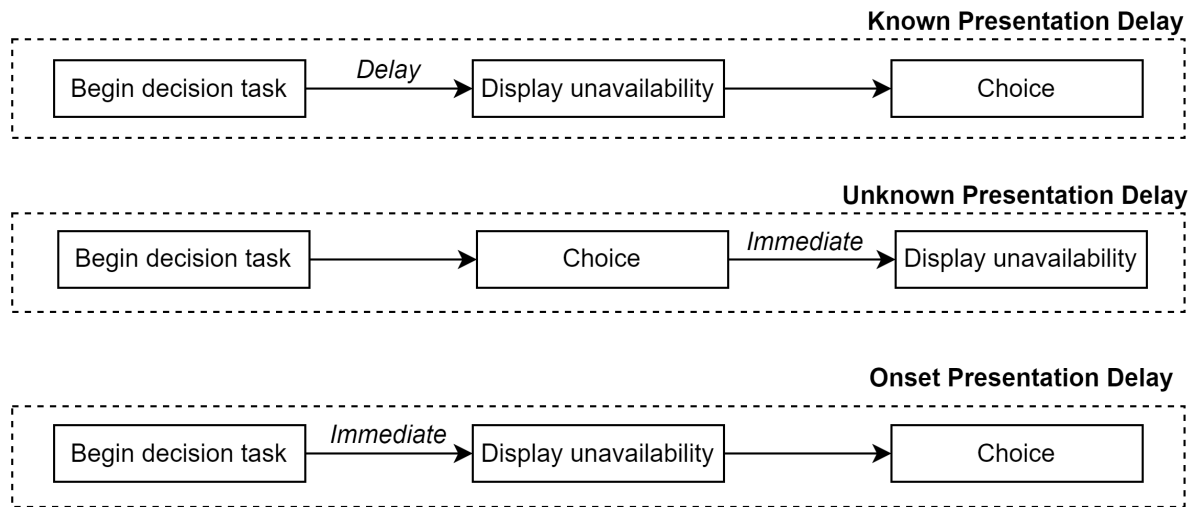 Known Presentation Delay
Begin decision task
Delay
Display unavailability
Choice
Unknown Presentation Delay
Begin decision task
Choice
Immediate
Display unavailability
Onset Presentation Delay
Begin decision task
Immediate
Display unavailability
Choice